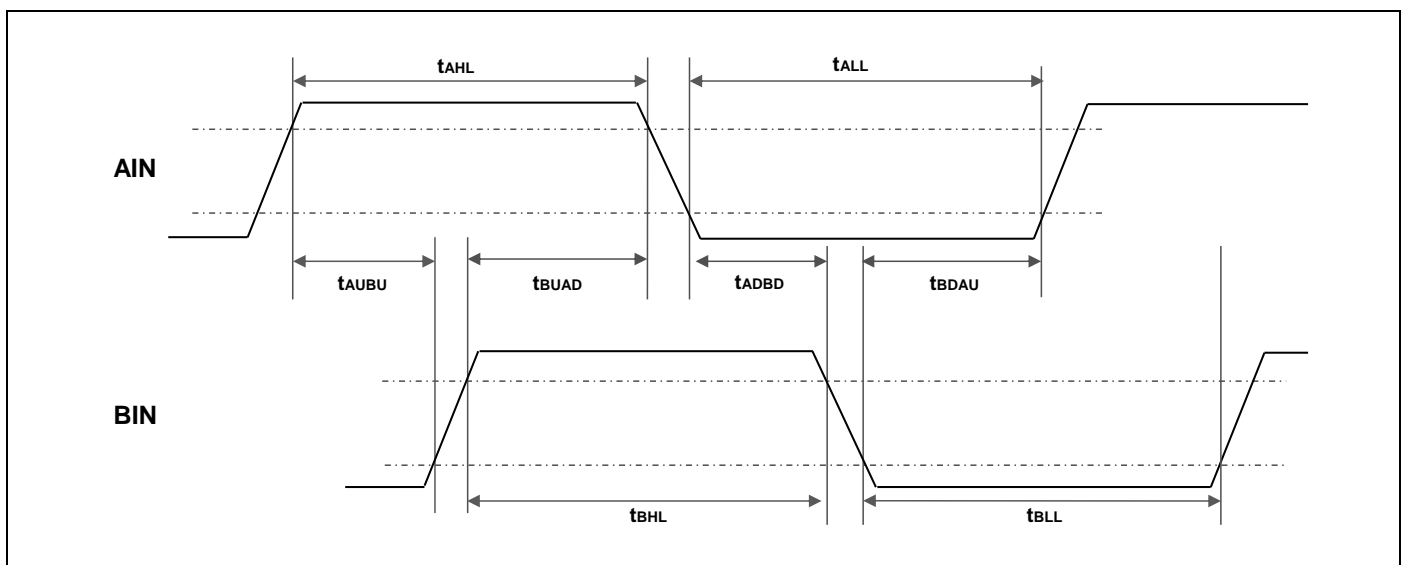 tAHL
tALL
AIN
tAUBU
tBUAD
tADBD
tBDAU
BIN
tBHL
tBLL